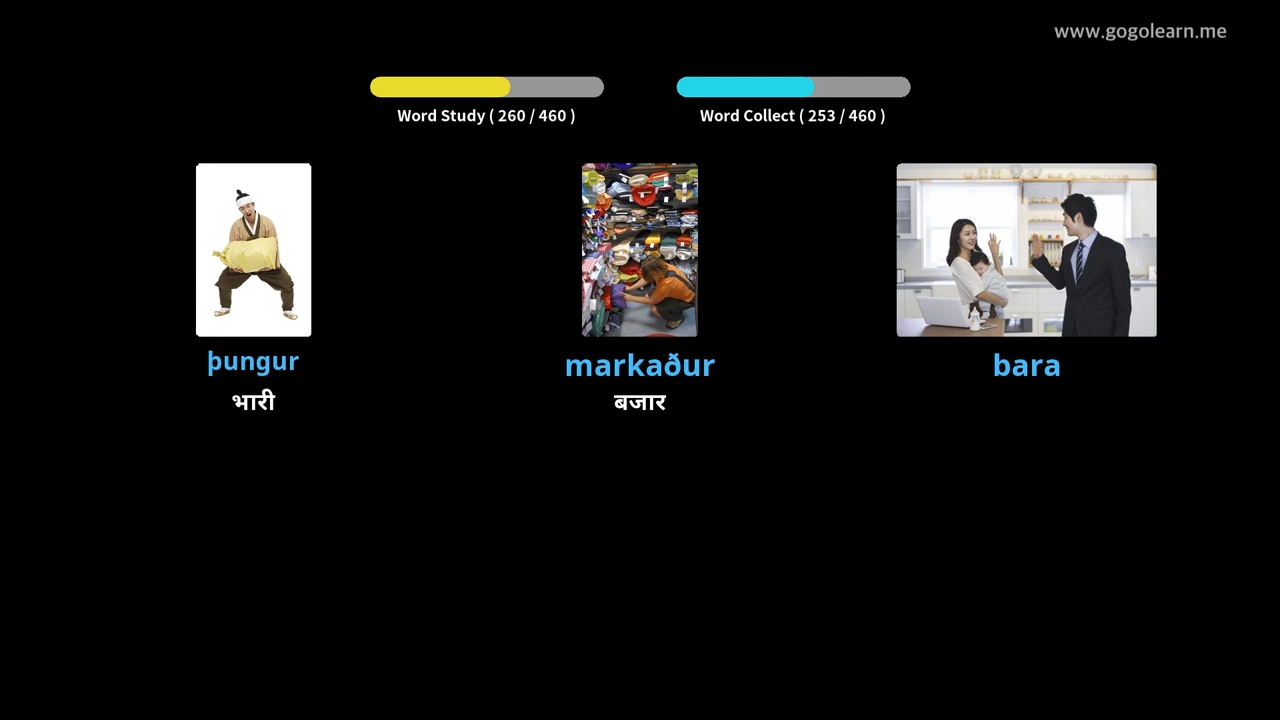 www.gogolearn.me
Word Study ( 260 / 460 )
Word Collect ( 253 / 460 )
þungur
भारी
markaður
बजार
bara